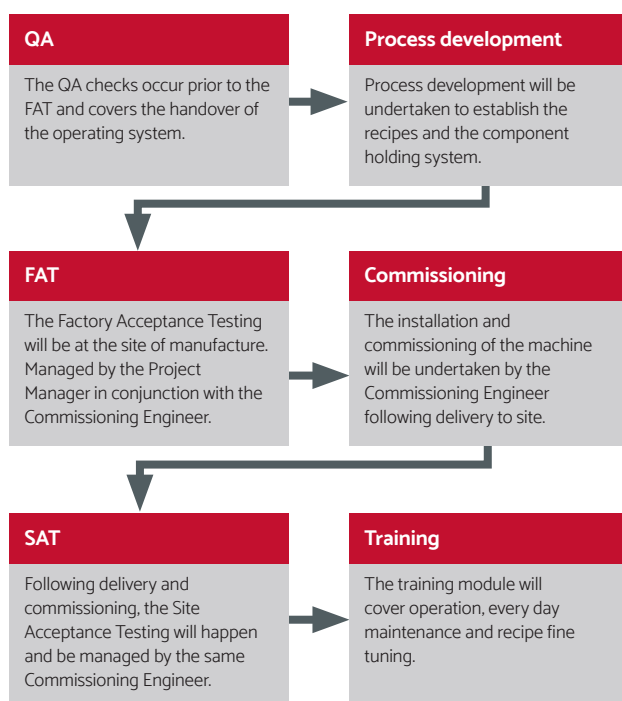 QA
The QA checks occur prior to the
FAT and covers the handover of
the operating system.
Process development
Process development will be
undertaken to establish the
recipes and the component
holding system.
FAT
The Factory Acceptance Testing
will be at the site of manufacture.
Managed by the Project
Manager in conjunction with the
Commissioning Engineer.
Commissioning
The installation and
commissioning of the machine
will be undertaken by the
Commissioning Engineer
following delivery to site.
SAT
Following delivery and
commissioning, the Site
Acceptance Testing will happen
and be managed by the same
Commissioning Engineer.
Training
The training module will
cover operation, every day
maintenance and recipe fine
tuning.